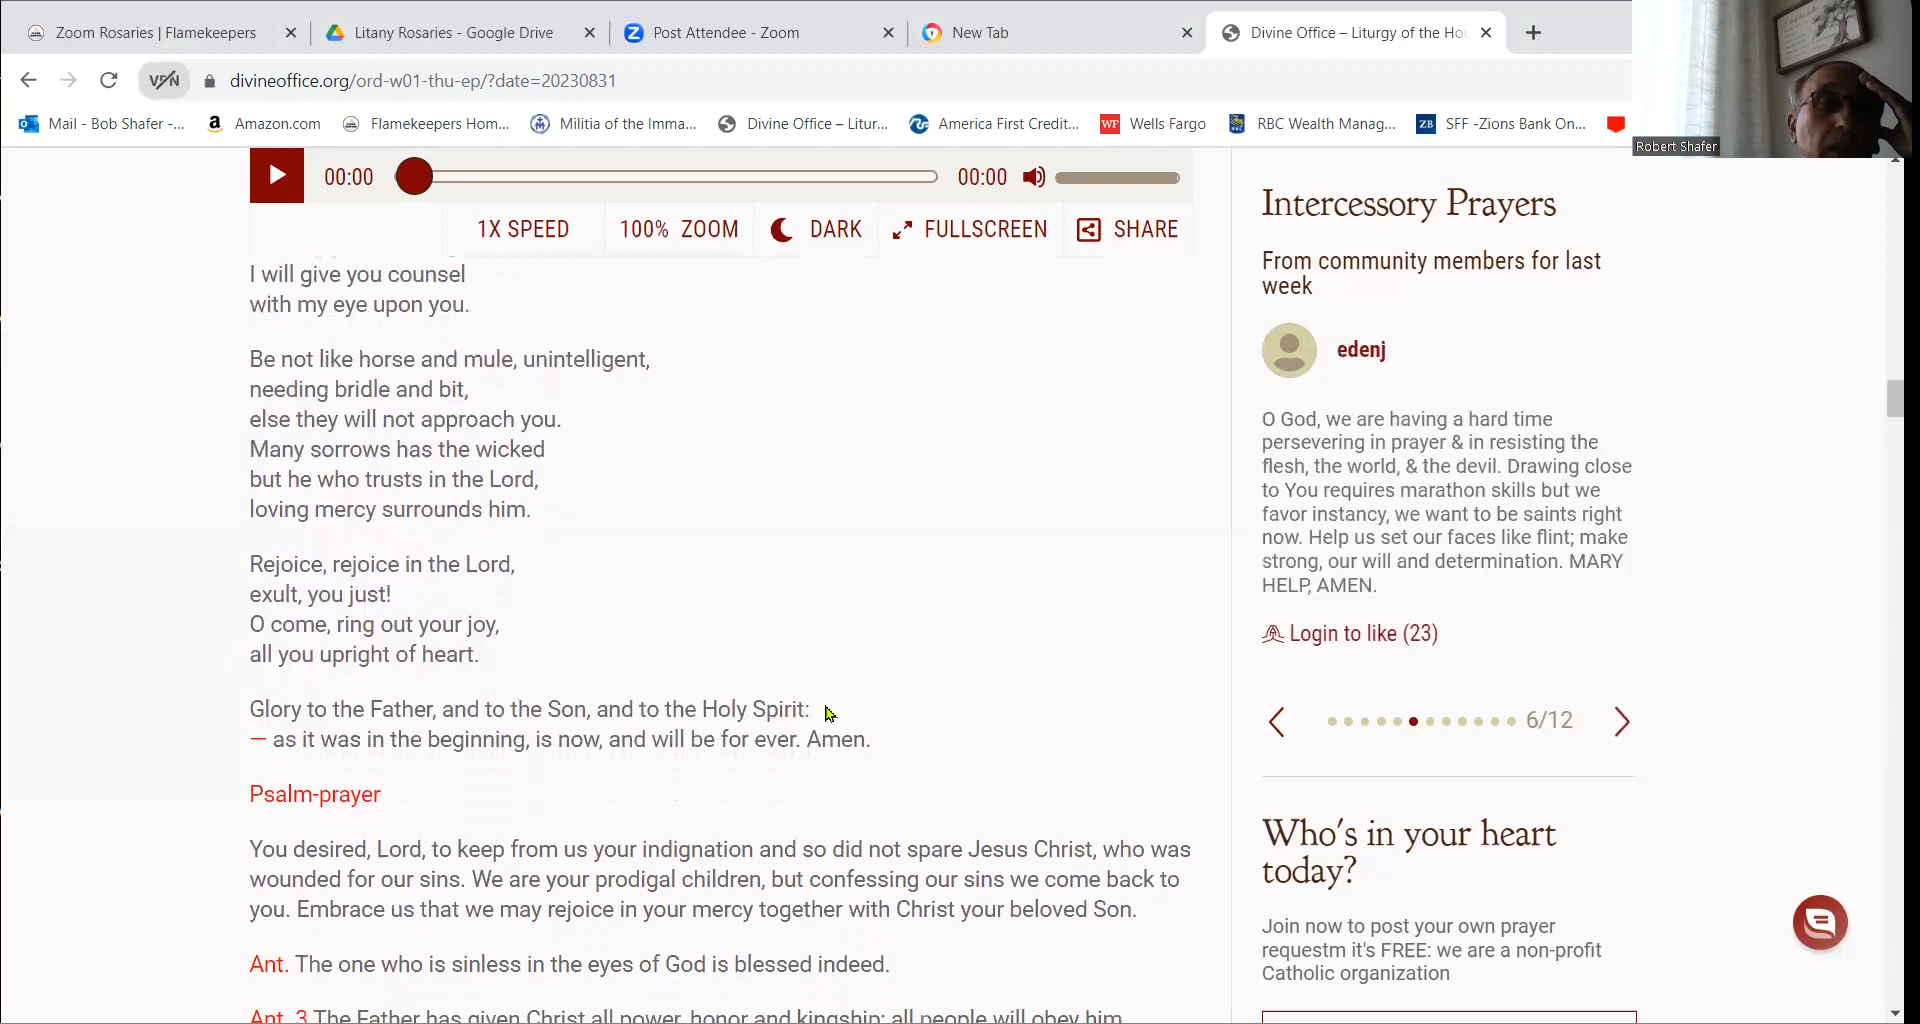 Zoom Rosaries | Flamekeepers
Litany Rosaries - Google Drive
Post Attendee - Zoom
New Tab
Divine Office – Liturgy of the Hou
VPN
divineoffice.org/ord-w01-thu-ep/?date=20230831
Mail - Bob Shafer -...
Amazon.com
Flamekeepers Hom...
Militia of the Imma...
Divine Office – Litur...
America First Credit...
WF Wells Fargo
RBC Wealth Manag...
ZB SFF -Zions Bank On...
Robert Shafer
00:00
00:00
1X SPEED
100% ZOOM
DARK
FULLSCREEN
SHARE
I will give you counsel
with my eye upon you.
Be not like horse and mule, unintelligent,
needing bridle and bit,
else they will not approach you.
Many sorrows has the wicked
but he who trusts in the Lord,
loving mercy surrounds him.
Rejoice, rejoice in the Lord,
exult, you just!
O come, ring out your joy,
all you upright of heart.
Glory to the Father, and to the Son, and to the Holy Spirit:
— as it was in the beginning, is now, and will be for ever. Amen.
Psalm-prayer
You desired, Lord, to keep from us your indignation and so did not spare Jesus Christ, who was
wounded for our sins. We are your prodigal children, but confessing our sins we come back to
you. Embrace us that we may rejoice in your mercy together with Christ your beloved Son.
Ant. The one who is sinless in the eyes of God is blessed indeed.
Ant. 3 The Father has given Christ all power, honor and kingship; all people will obey him.
Intercessory Prayers
From community members for last
week
edenj
O God, we are having a hard time
persevering in prayer & in resisting the
flesh, the world, & the devil. Drawing close
to You requires marathon skills but we
favor instancy, we want to be saints right
now. Help us set our faces like flint; make
strong, our will and determination. MARY
HELP, AMEN.
Login to like (23)
6/12
Who's in your heart
today?
Join now to post your own prayer
requestm it's FREE: we are a non-profit
Catholic organization